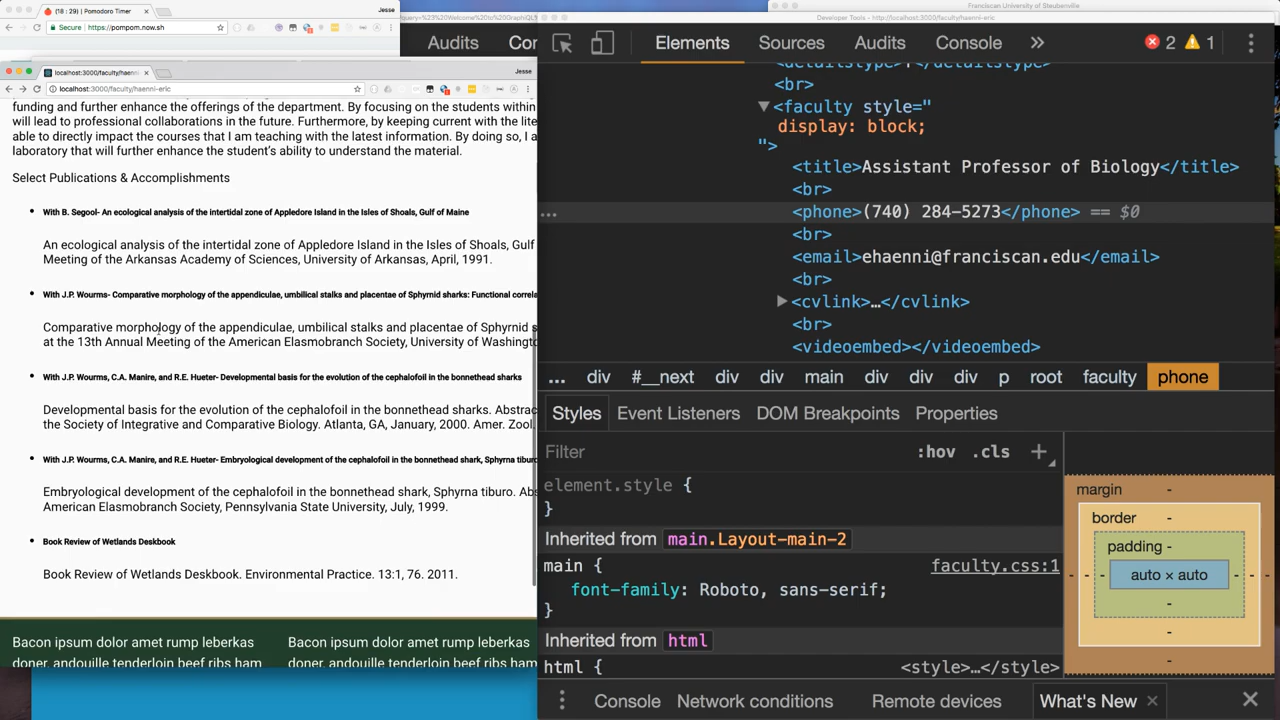 (18 : 29) | Pomodoro Timer
Jesse
Secure
https://pompom.now.sh
Audits
Franciscan University of Steubenville
Developer Tools - http://localhost:3000/faculty/haenni-eric
Elements
Sources
Audits
Console
2
1
localhost:3000/faculty/haenni
Jesse
localhost:3000/faculty/haenni-eric
funding and further enhance the offerings of the department. By focusing on the students within
will lead to professional collaborations in the future. Furthermore, by keeping current with the lite
able to directly impact the courses that I am teaching with the latest information. By doing so, I a
laboratory that will further enhance the student's ability to understand the material.
Select Publications & Accomplishments
With B. Segool- An ecological analysis of the intertidal zone of Appledore Island in the Isles of Shoals, Gulf of Maine
An ecological analysis of the intertidal zone of Appledore Island in the Isles of Shoals, Gulf
Meeting of the Arkansas Academy of Sciences, University of Arkansas, April, 1991.
With J.P. Wourms- Comparative morphology of the appendiculae, umbilical stalks and placentae of Sphyrnid sharks: Functional correla
Comparative morphology of the appendiculae, umbilical stalks and placentae of Sphyrnid s
at the 13th Annual Meeting of the American Elasmobranch Society, University of Washingto
With J.P. Wourms, C.A. Manire, and R.E. Hueter- Developmental basis for the evolution of the cephalofoil in the bonnethead sharks
Developmental basis for the evolution of the cephalofoil in the bonnethead sharks. Abstrac
the Society of Integrative and Comparative Biology. Atlanta, GA, January, 2000. Amer. Zool.
With J.P. Wourms, C.A. Manire, and R.E. Hueter- Embryological development of the cephalofoil in the bonnethead shark, Sphyrna tiburo
Embryological development of the cephalofoil in the bonnethead shark, Sphyrna tiburo. Abs
American Elasmobranch Society, Pennsylvania State University, July, 1999.
Book Review of Wetlands Deskbook
Book Review of Wetlands Deskbook. Environmental Practice. 13:1, 76. 2011.
Bacon ipsum dolor amet rump leberkas
doner, andouille tenderloin beef ribs ham
Bacon ipsum dolor amet rump leberkas
doner, andouille tenderloin beef ribs ham
<br>
<faculty style="
display: block;
">
<title>Assistant Professor of Biology</title>
<br>
… <phone>(740) 284-5273</phone> == $0
<br>
<email>ehaenni@franciscan.edu</email>
<br>
<cvlink>…</cvlink>
<br>
<videoembed></videoembed>
… div #__next div div main div div div p root faculty phone
Styles Event Listeners DOM Breakpoints Properties
Filter :hov .cls +
element.style {
}
Inherited from main.Layout-main-2
main { faculty.css:1
font-family: Roboto, sans-serif;
}
Inherited from html
html { <style>…</style>
margin -
border -
padding -
- - - auto × auto - - -
-
-
-
Console Network conditions Remote devices What's New